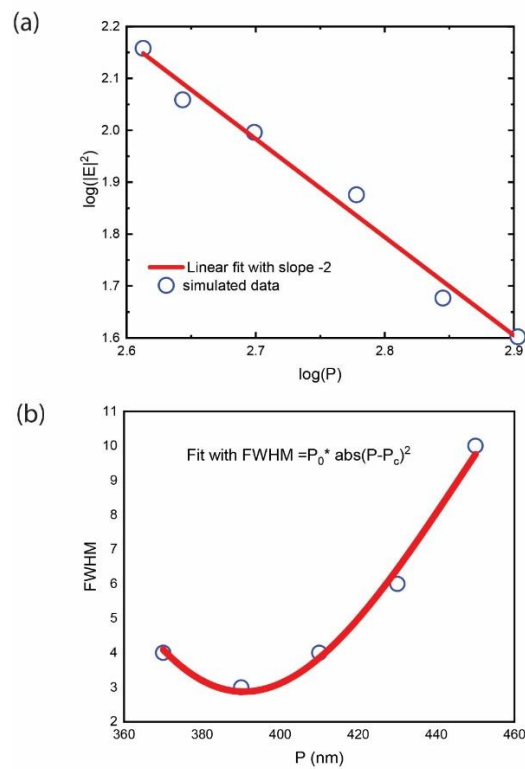 (a)
2.2
2.1
2.0
1.9
1.8
1.7
1.6
log(|E|²)
Linear fit with slope -2
simulated data
2.6 2.7 2.8 2.9
log(P)
(b)
11
10
9
8
7
6
5
4
3
2
FWHM
Fit with FWHM =P₀* abs(P-P_c)²
360 380 400 420 440 460
P (nm)